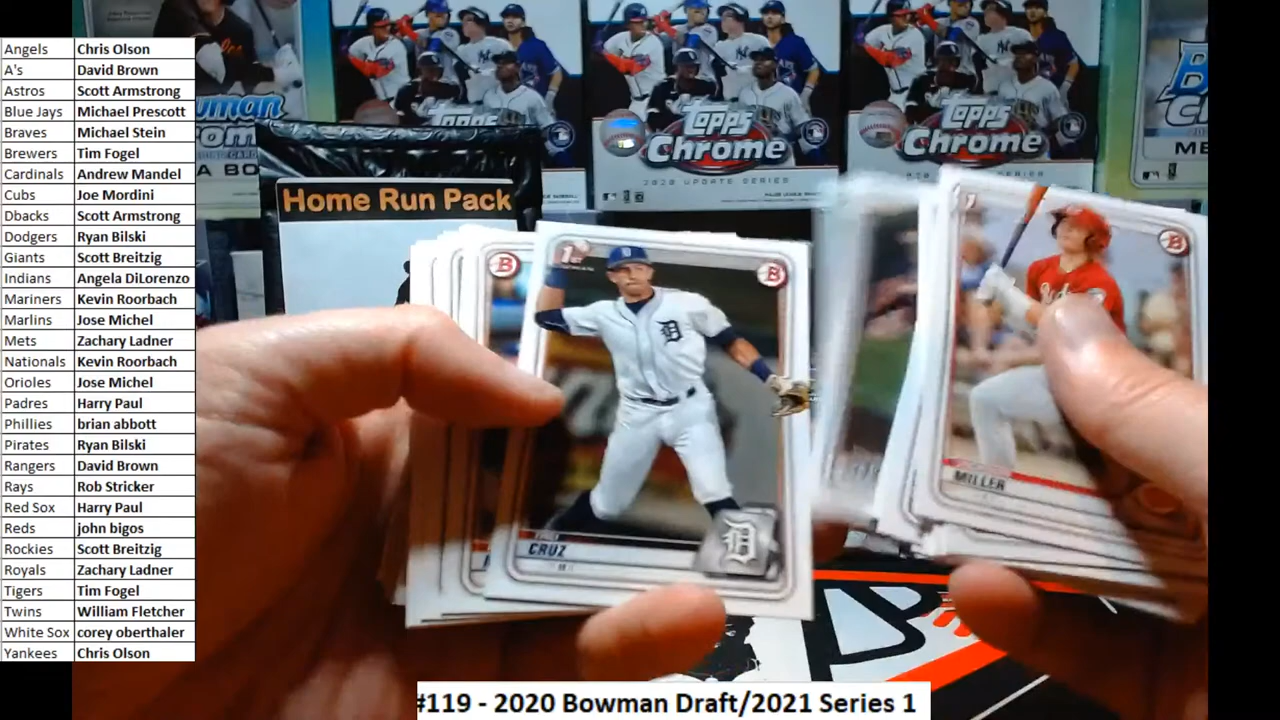 Angels Chris Olson
A's David Brown
Astros Scott Armstrong
Blue Jays Michael Prescott
Braves Michael Stein
Brewers Tim Fogel
Cardinals Andrew Mandel
Cubs Joe Mordini
Dbacks Scott Armstrong
Dodgers Ryan Bilski
Giants Scott Breitzig
Indians Angela DiLorenzo
Mariners Kevin Roorbach
Marlins Jose Michel
Mets Zachary Ladner
Nationals Kevin Roorbach
Orioles Jose Michel
Padres Harry Paul
Phillies brian abbott
Pirates Ryan Bilski
Rangers David Brown
Rays Rob Stricker
Red Sox Harry Paul
Reds john bigos
Rockies Scott Breitzig
Royals Zachary Ladner
Tigers Tim Fogel
Twins William Fletcher
White Sox corey oberthaler
Yankees Chris Olson
Topps
Topps
Chrome
2020 UPDATE SERIES
Topps
Chrome
Home Run Pack
1st
B
B
D
CRUZ
D
B
MILLER
#119 - 2020 Bowman Draft/2021 Series 1